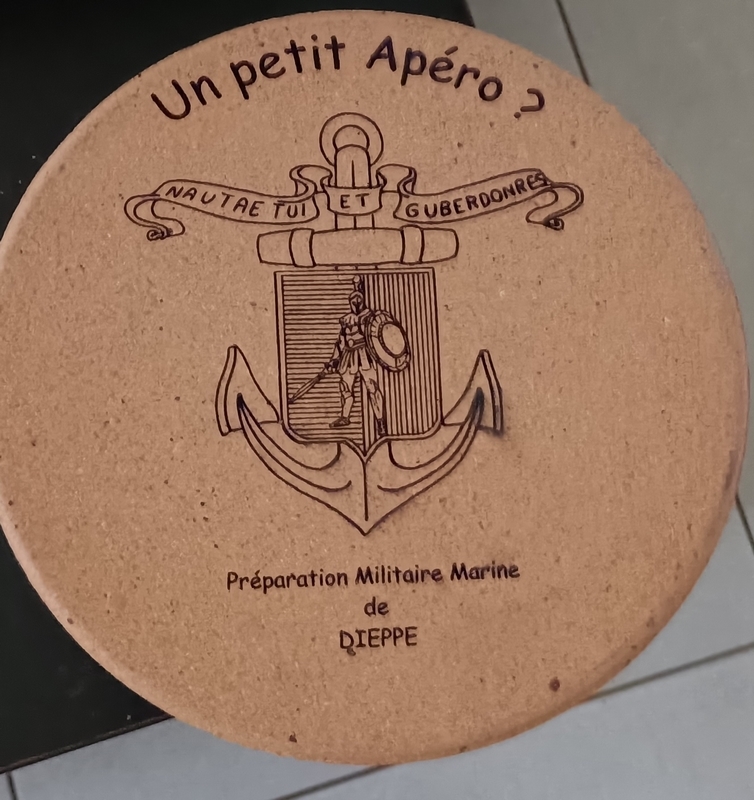 Un petit Apéro ?
NAUTAE TUI ET GUBERDONRES
Préparation Militaire Marine
de
DIEPPE